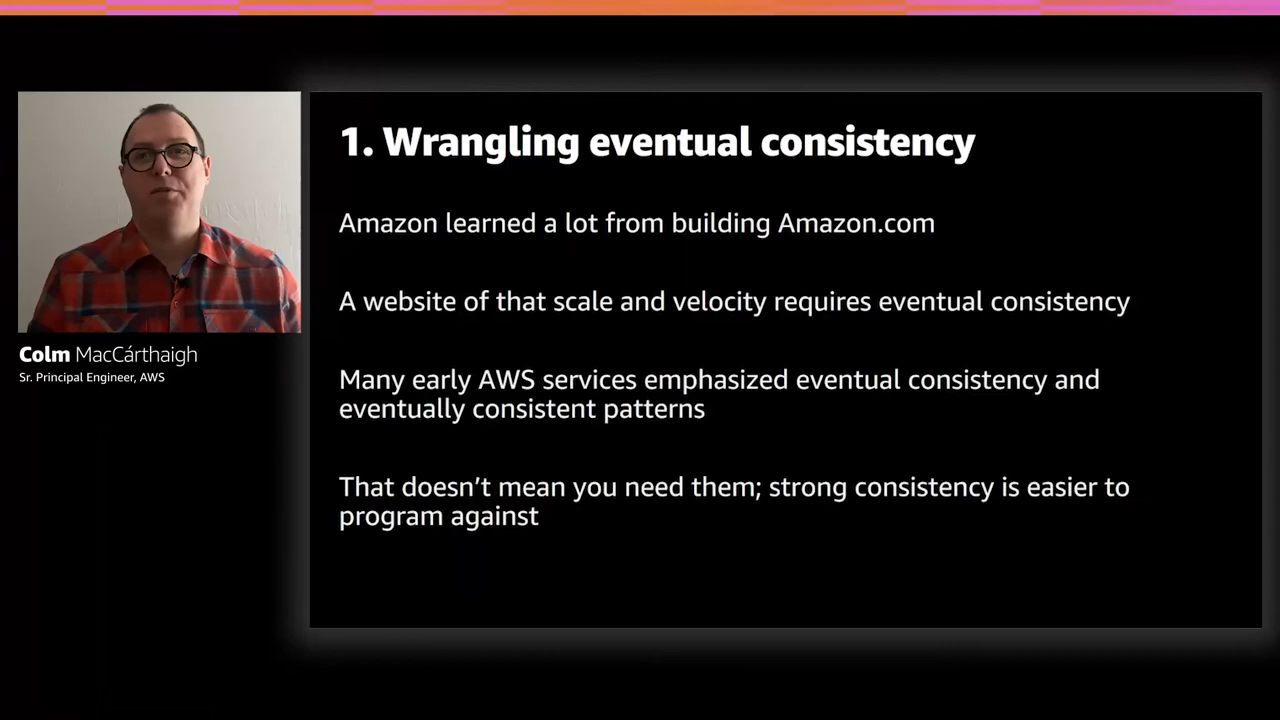 1. Wrangling eventual consistency
Amazon learned a lot from building Amazon.com
A website of that scale and velocity requires eventual consistency
Many early AWS services emphasized eventual consistency and
eventually consistent patterns
That doesn’t mean you need them; strong consistency is easier to
program against
Colm MacCárthaigh
Sr. Principal Engineer, AWS